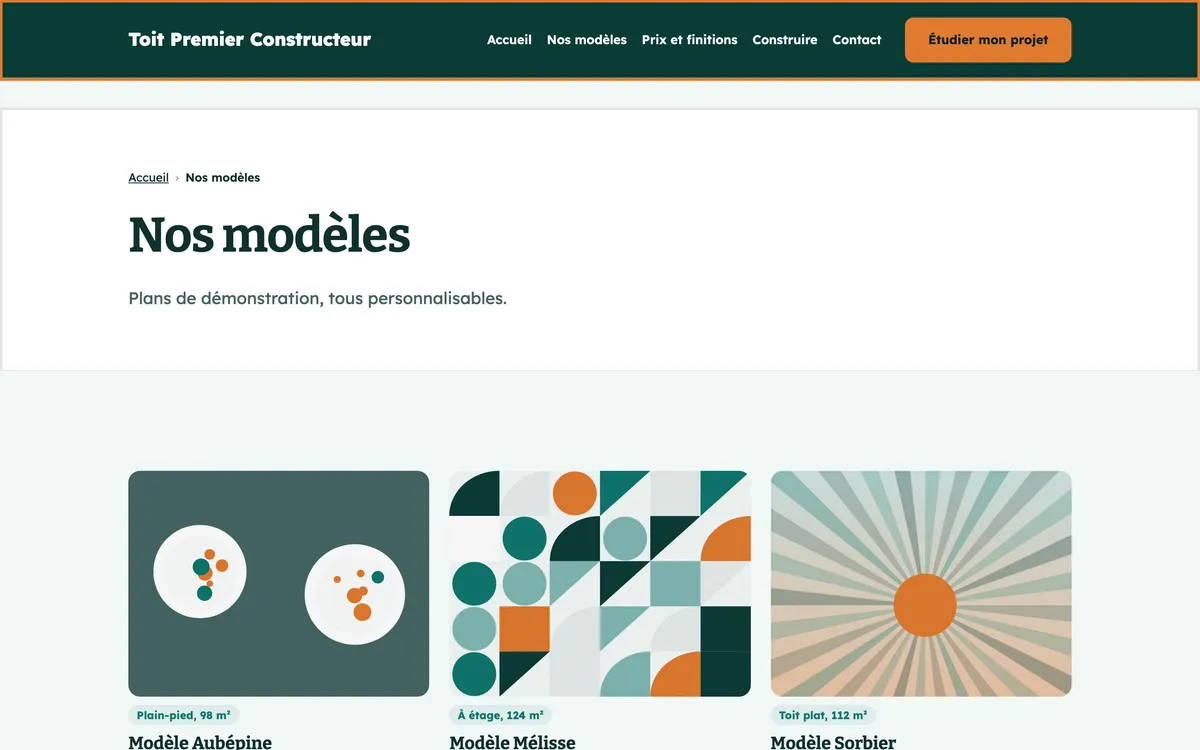 Toit Premier Constructeur
Accueil Nos modèles Prix et finitions Construire Contact Étudier mon projet
Accueil › Nos modèles
Nos modèles
Plans de démonstration, tous personnalisables.
Plain-pied, 98 m² À étage, 124 m² Toit plat, 112 m²
Modèle Aubépine Modèle Mélisse Modèle Sorbier